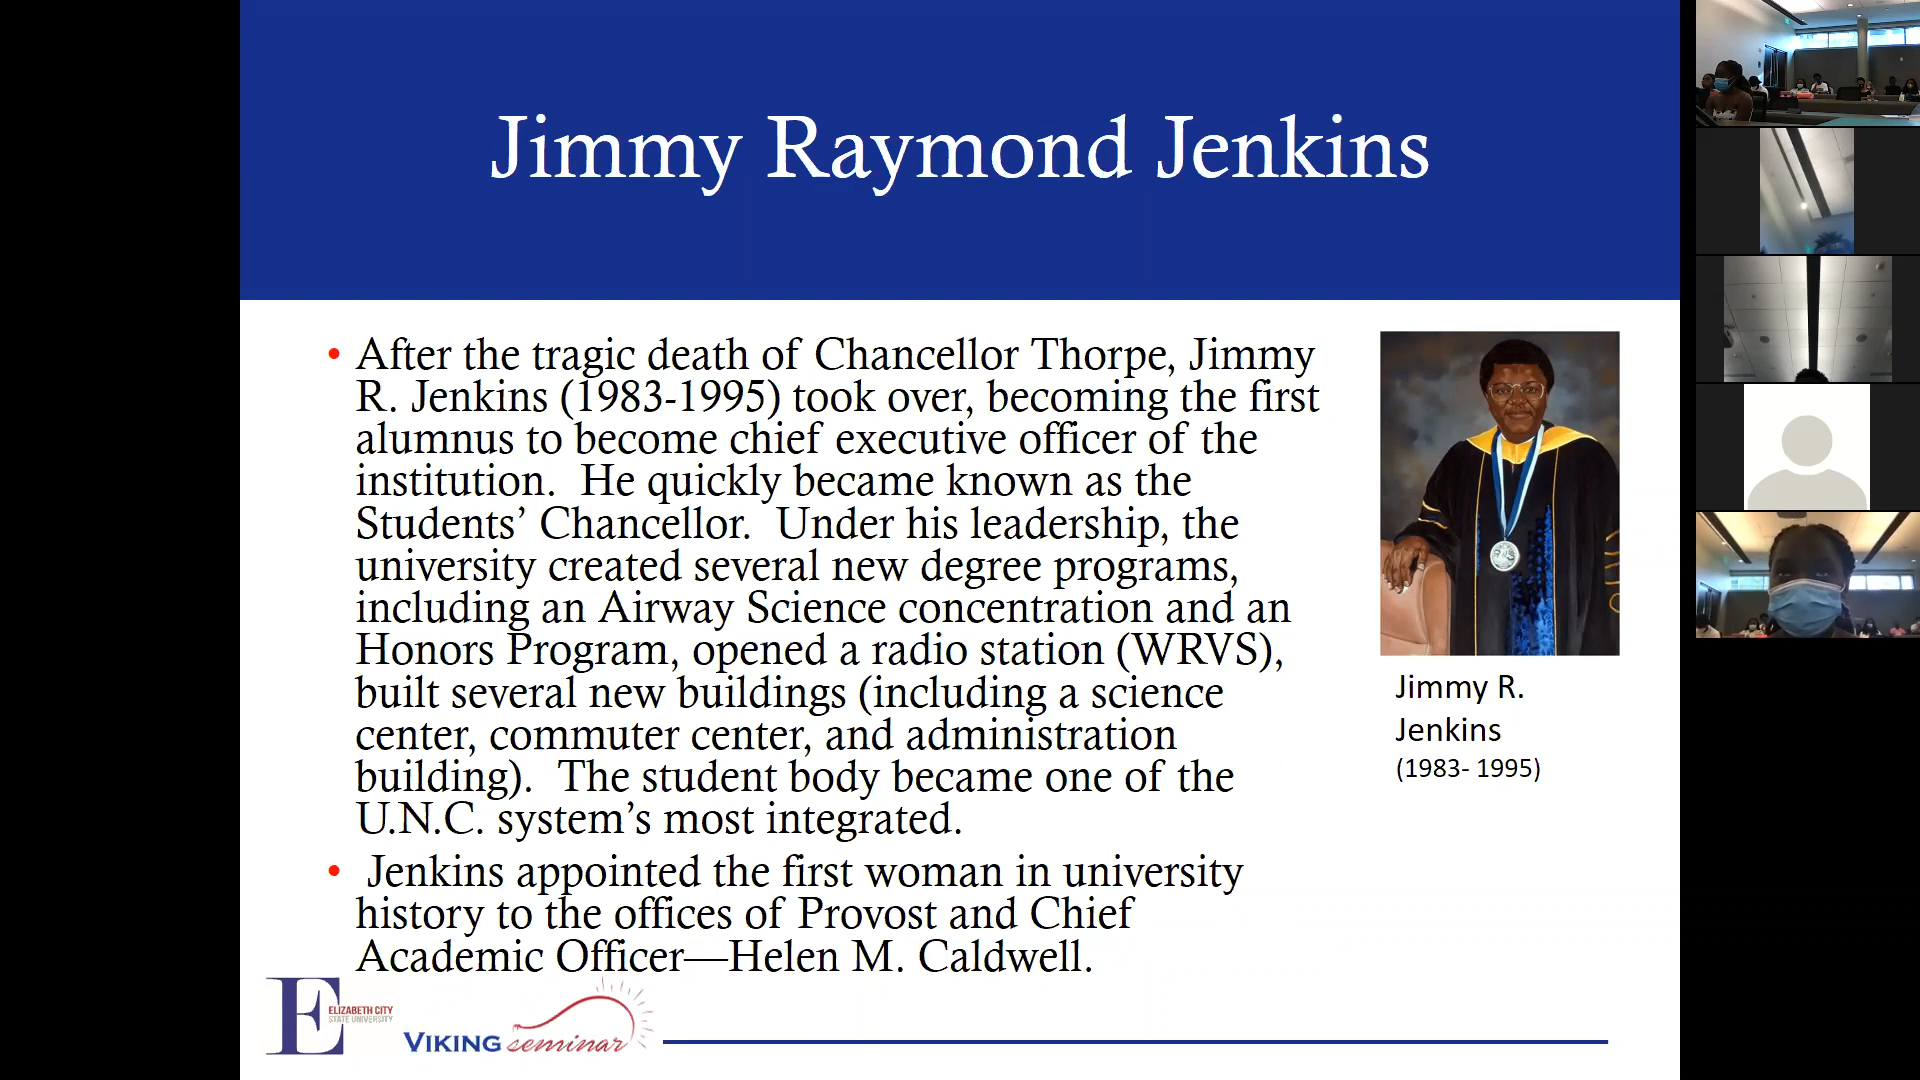 Jimmy Raymond Jenkins
• After the tragic death of Chancellor Thorpe, Jimmy
R. Jenkins (1983-1995) took over, becoming the first
alumnus to become chief executive officer of the
institution.  He quickly became known as the
Students’ Chancellor.  Under his leadership, the
university created several new degree programs,
including an Airway Science concentration and an
Honors Program, opened a radio station (WRVS),
built several new buildings (including a science
center, commuter center, and administration
building).  The student body became one of the
U.N.C. system’s most integrated.
• Jenkins appointed the first woman in university
history to the offices of Provost and Chief
Academic Officer—Helen M. Caldwell.
Jimmy R.
Jenkins
(1983- 1995)
E
ELIZABETH CITY
STATE UNIVERSITY
VIKING seminar